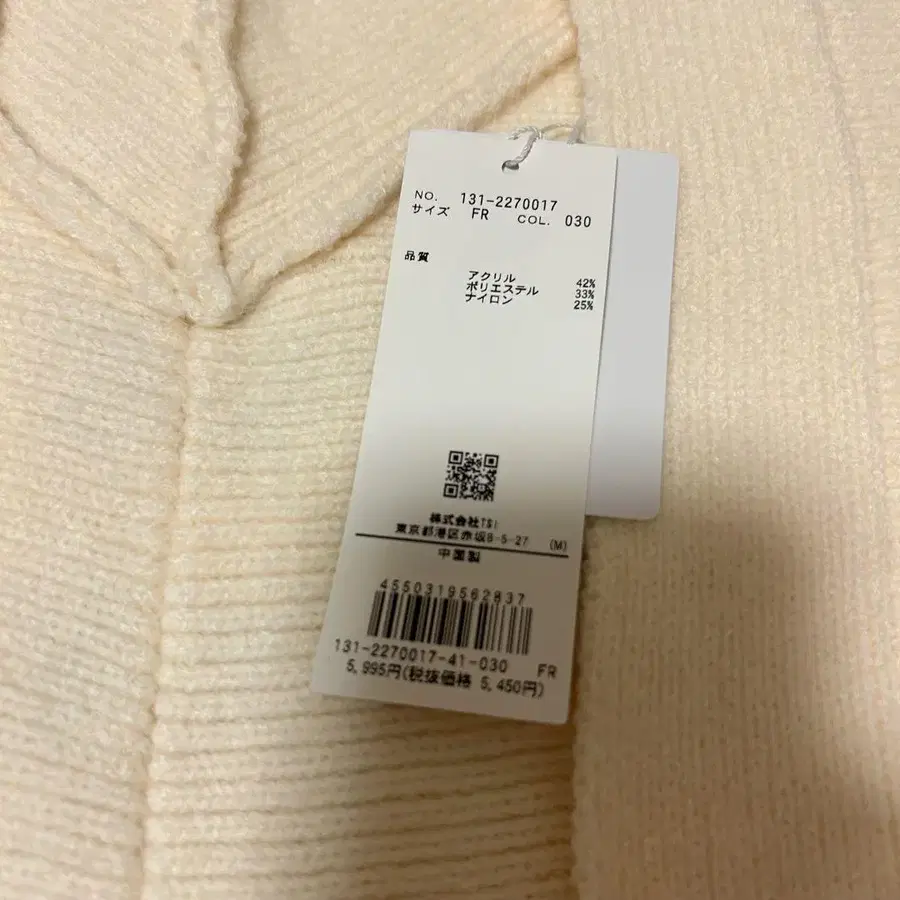 NO. 131-2270017
サイズ FR COL. 030
品質
アクリル 42%
ポリエステル 33%
ナイロン 25%
株式会社TSI
東京都港区赤坂8-5-27 (M)
中国製
4550319562837
131-2270017-41-030 FR
5,995円(税抜価格 5,450円)